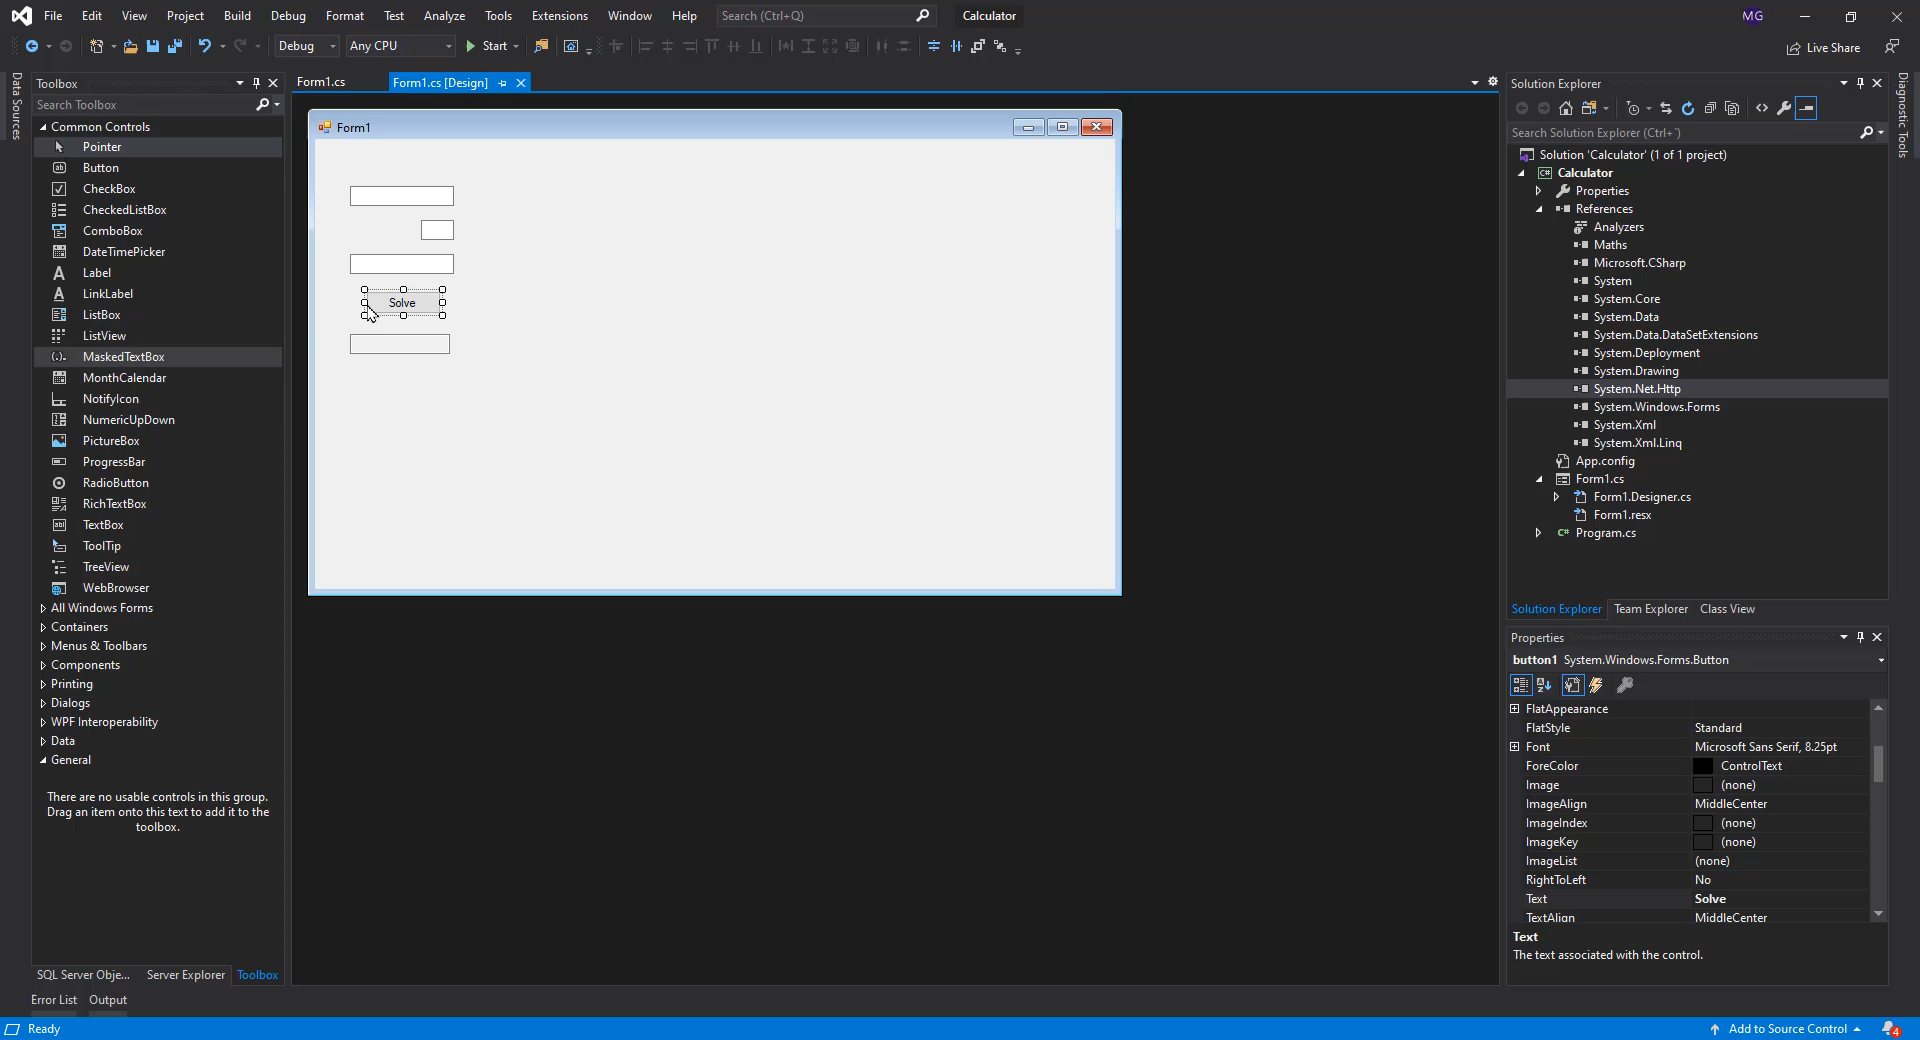 File Edit View Project Build Debug Format Test Analyze Tools Extensions Window Help Search (Ctrl+Q) Calculator MG
Debug Any CPU Start Live Share
Data Sources
Toolbox
Search Toolbox
Common Controls
Pointer
Button
CheckBox
CheckedListBox
ComboBox
DateTimePicker
Label
LinkLabel
ListBox
ListView
MaskedTextBox
MonthCalendar
NotifyIcon
NumericUpDown
PictureBox
ProgressBar
RadioButton
RichTextBox
TextBox
ToolTip
TreeView
WebBrowser
All Windows Forms
Containers
Menus & Toolbars
Components
Printing
Dialogs
WPF Interoperability
Data
General
There are no usable controls in this group.
Drag an item onto this text to add it to the
toolbox.
SQL Server Obje... Server Explorer Toolbox
Error List Output
Form1.cs Form1.cs [Design]
Form1
Solve
Solution Explorer
Search Solution Explorer (Ctrl+¨)
Solution 'Calculator' (1 of 1 project)
C# Calculator
Properties
References
Analyzers
Maths
Microsoft.CSharp
System
System.Core
System.Data
System.Data.DataSetExtensions
System.Deployment
System.Drawing
System.Net.Http
System.Windows.Forms
System.Xml
System.Xml.Linq
App.config
Form1.cs
Form1.Designer.cs
Form1.resx
C# Program.cs
Solution Explorer Team Explorer Class View
Properties
button1 System.Windows.Forms.Button
FlatAppearance
FlatStyle Standard
Font Microsoft Sans Serif, 8.25pt
ForeColor ControlText
Image (none)
ImageAlign MiddleCenter
ImageIndex (none)
ImageKey (none)
ImageList (none)
RightToLeft No
Text Solve
TextAlign MiddleCenter
Text
The text associated with the control.
Diagnostic Tools
Ready Add to Source Control 4